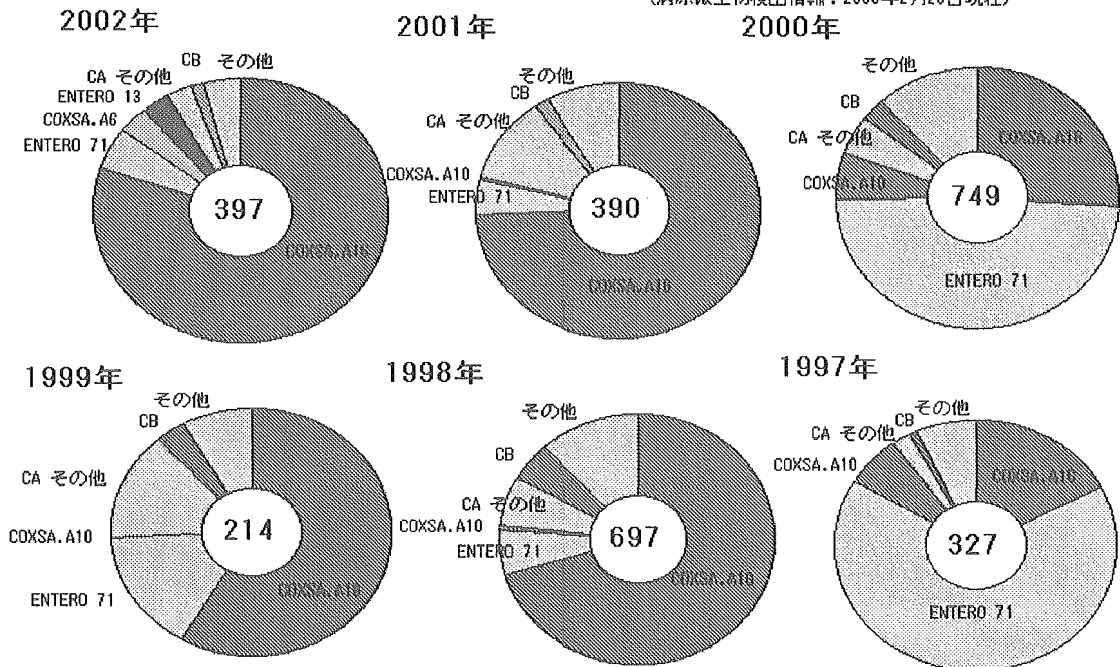 2002年
CB その他
CA その他
ENTERO 13
COXSA.A6
ENTERO 71
397
COXSA.A16
2001年
その他
CB
CA その他
COXSA.A10
ENTERO 71
390
COXSA.A16
2000年
その他
CB
CA その他
COXSA.A10
COXSA.A16
749
ENTERO 71
1999年
その他
CB
CA その他
COXSA.A10
214
ENTERO 71
COXSA.A16
1998年
その他
CB
CA その他
COXSA.A10
ENTERO 71
697
COXSA.A16
1997年
その他
CB
CA その他
COXSA.A10
COXSA.A16
327
ENTERO 71